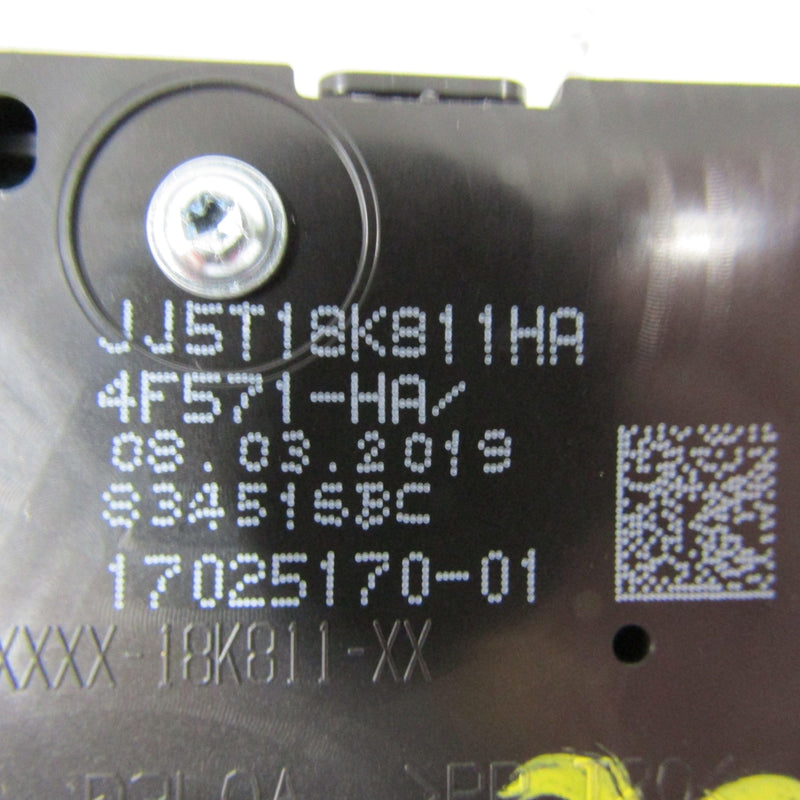 JJ5T18K811HA
4F571-HA/
08.03.2019
834516BC
17025170-01
XXXX-18K811-XX